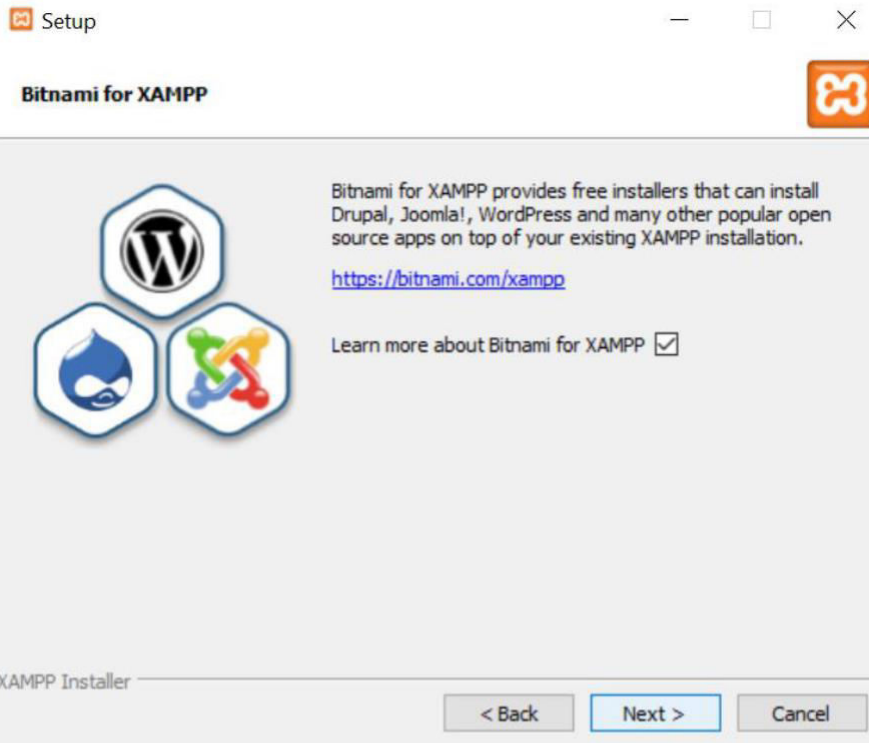 Setup
Bitnami for XAMPP
Bitnami for XAMPP provides free installers that can install
Drupal, Joomla!, WordPress and many other popular open
source apps on top of your existing XAMPP installation.
https://bitnami.com/xampp
Learn more about Bitnami for XAMPP
XAMPP Installer
< Back
Next >
Cancel